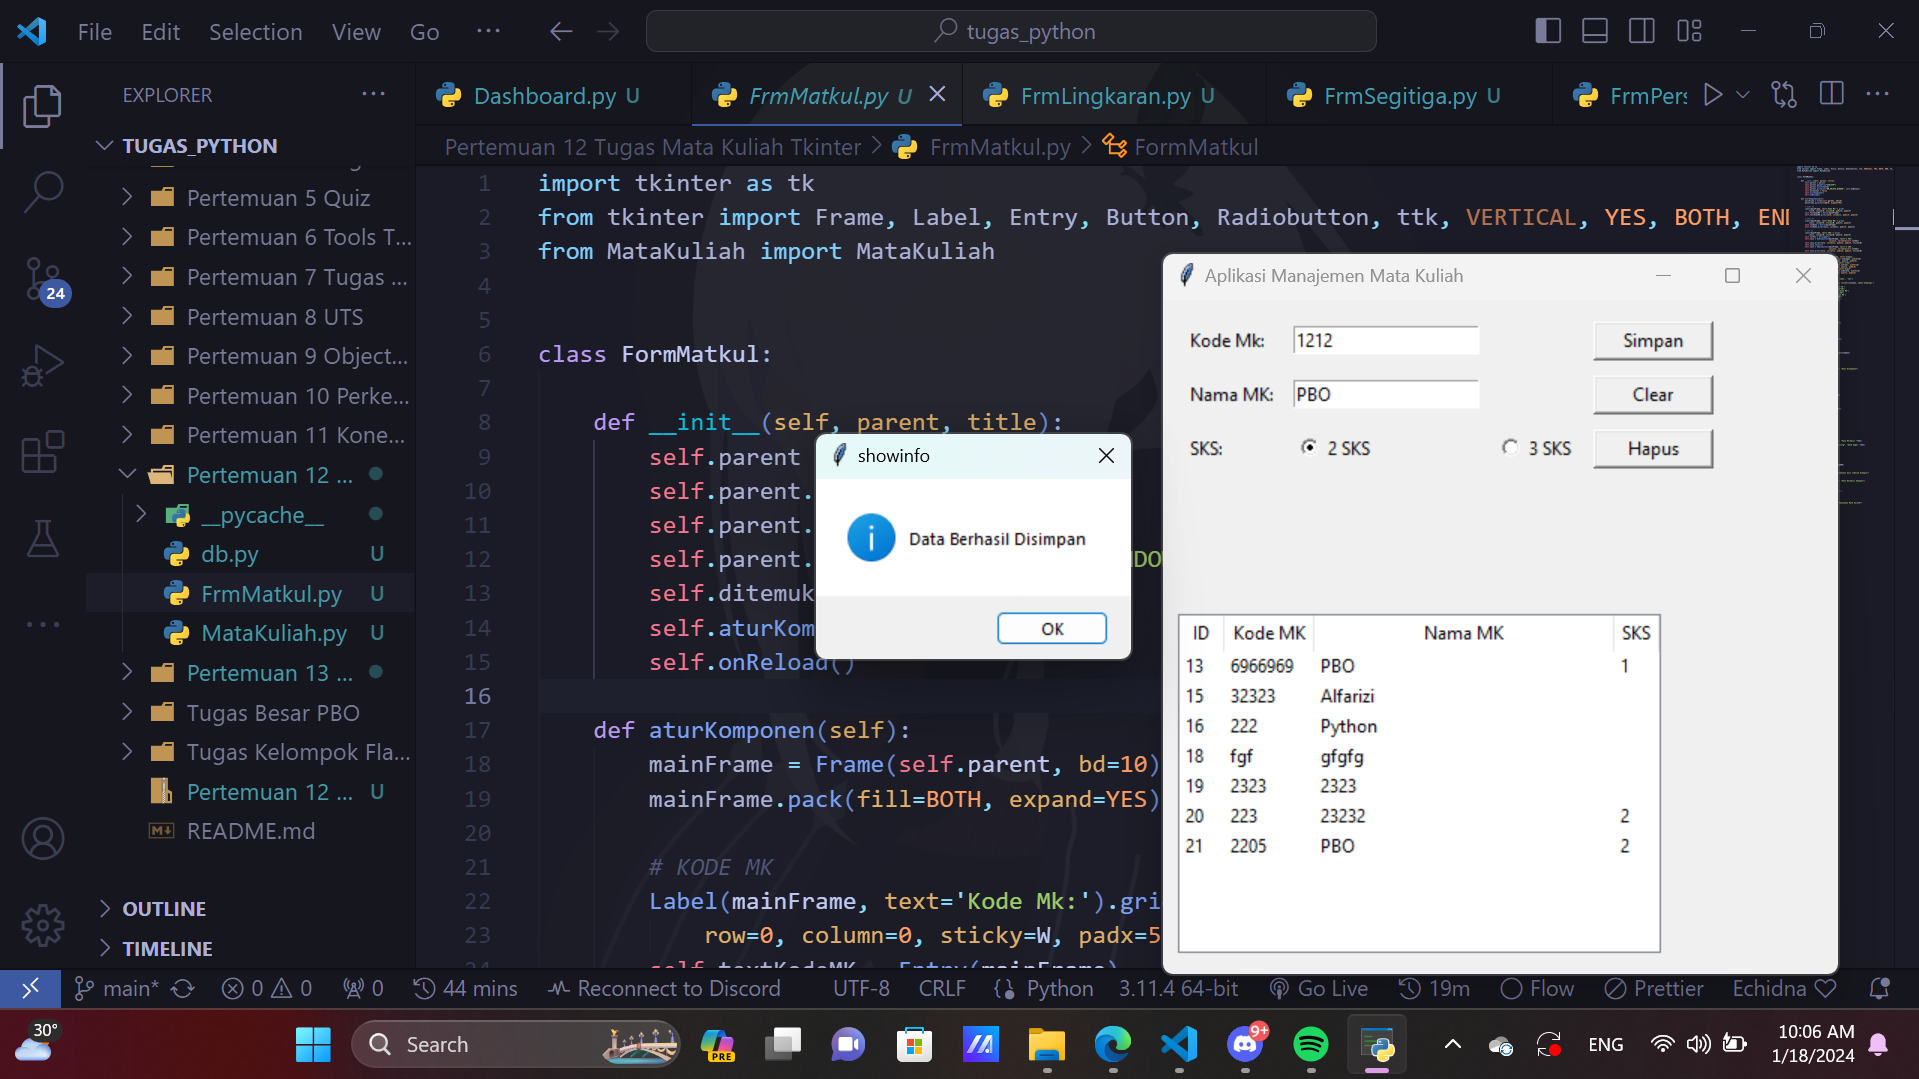 File Edit Selection View Go ···
tugas_python
EXPLORER ···
Dashboard.py U
FrmMatkul.py U
FrmLingkaran.py U
FrmSegitiga.py U
FrmPers
TUGAS_PYTHON
Pertemuan 12 Tugas Mata Kuliah Tkinter > FrmMatkul.py > FormMatkul
Pertemuan 5 Quiz
Pertemuan 6 Tools T...
Pertemuan 7 Tugas ...
Pertemuan 8 UTS
Pertemuan 9 Object...
Pertemuan 10 Perke...
Pertemuan 11 Kone...
Pertemuan 12 ...
__pycache__
db.py U
FrmMatkul.py U
MataKuliah.py U
Pertemuan 13 ...
Tugas Besar PBO
Tugas Kelompok Fla...
Pertemuan 12 ... U
README.md
OUTLINE
TIMELINE
24
1 import tkinter as tk
2 from tkinter import Frame, Label, Entry, Button, Radiobutton, ttk, VERTICAL, YES, BOTH, END
3 from MataKuliah import MataKuliah
4
5
6 class FormMatkul:
7
8 def __init__(self, parent, title):
9 self.parent
10 self.parent.
11 self.parent.
12 self.parent. NDO
13 self.ditemuk
14 self.aturKom
15 self.onReload()
16
17 def aturKomponen(self):
18 mainFrame = Frame(self.parent, bd=10)
19 mainFrame.pack(fill=BOTH, expand=YES)
20
21 # KODE MK
22 Label(mainFrame, text='Kode Mk:').gri
23 row=0, column=0, sticky=W, padx=5
24 self.textKodeMK = Entry(mainFrame)
showinfo
Data Berhasil Disimpan
OK
Aplikasi Manajemen Mata Kuliah
Kode Mk: 1212 Simpan
Nama MK: PBO Clear
SKS: 2 SKS 3 SKS Hapus
ID Kode MK Nama MK SKS
13 6966969 PBO 1
15 32323 Alfarizi
16 222 Python
18 fgf gfgfg
19 2323 2323
20 223 23232 2
21 2205 PBO 2
main* 0 0 0 44 mins Reconnect to Discord UTF-8 CRLF Python 3.11.4 64-bit Go Live 19m Flow Prettier Echidna
30°
Search
PRE
9+
ENG
10:06 AM
1/18/2024